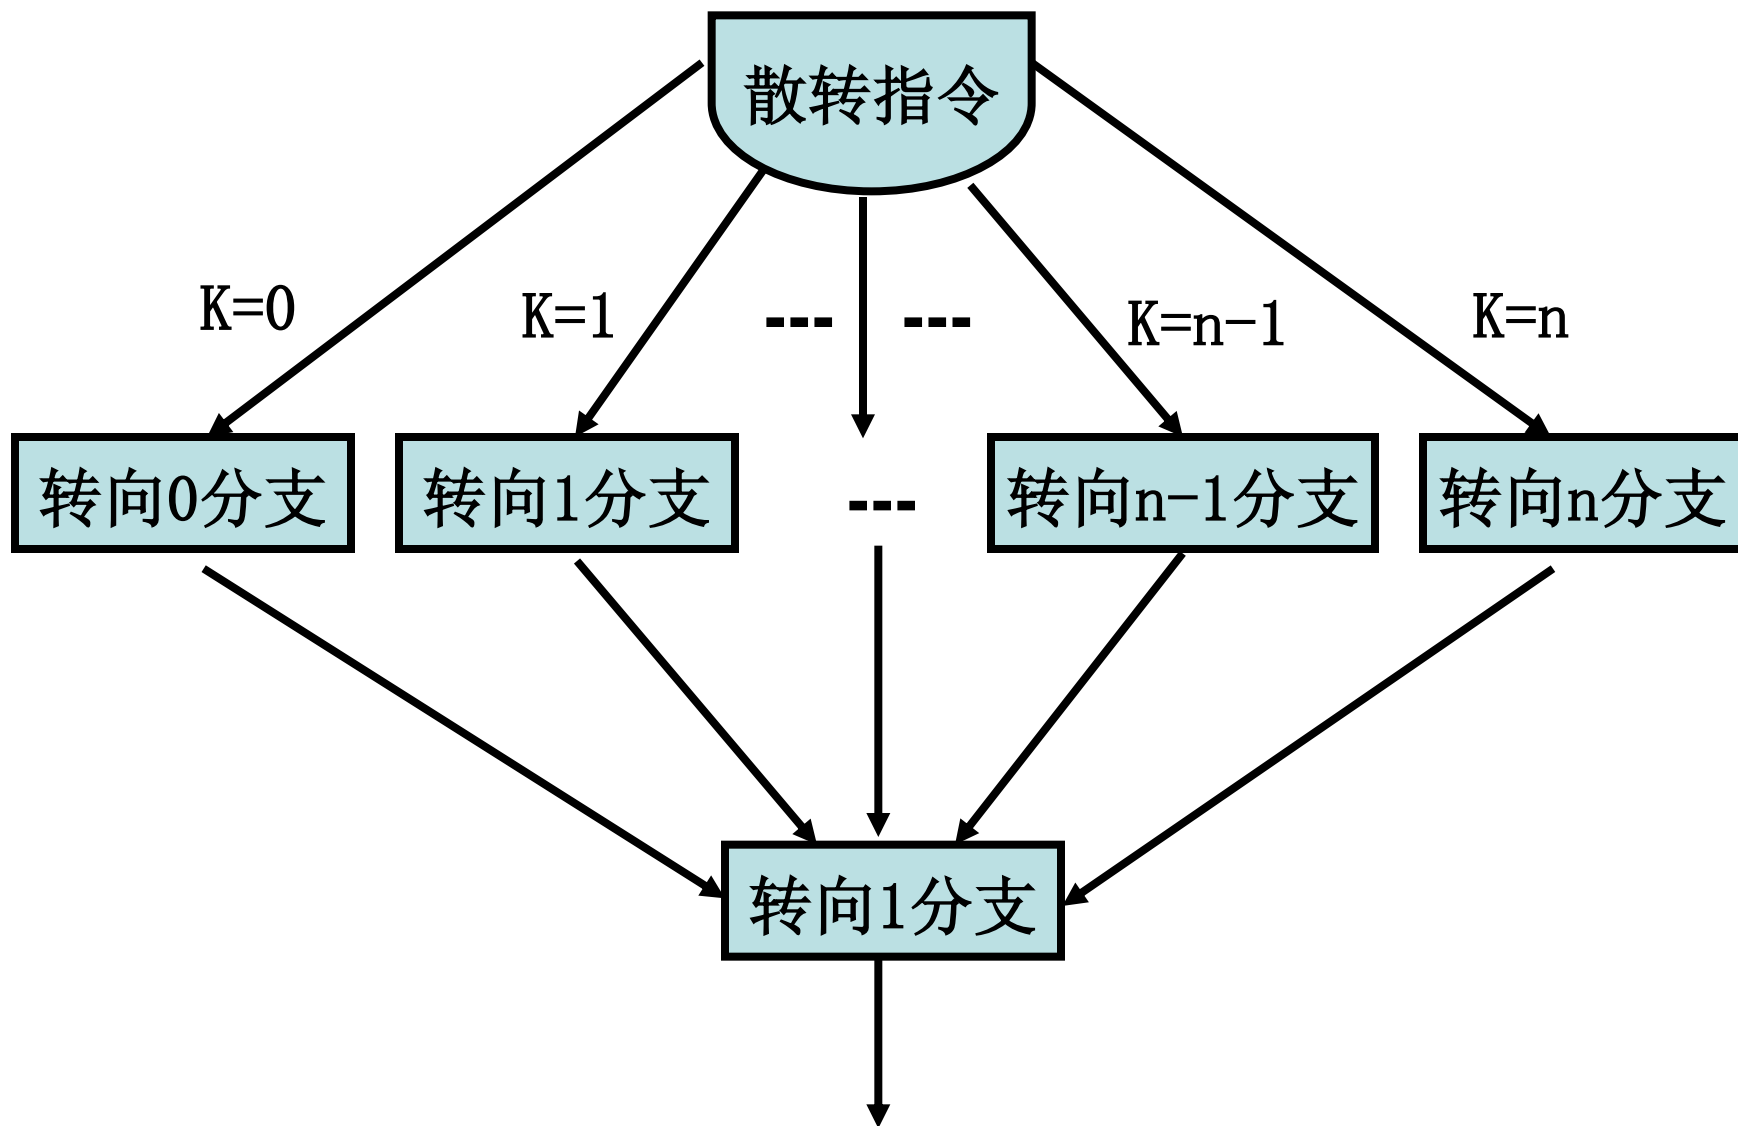 散转指令
K=0
K=1
--- ---
K=n-1
K=n
转向0分支
转向1分支
---
转向n-1分支
转向n分支
转向1分支